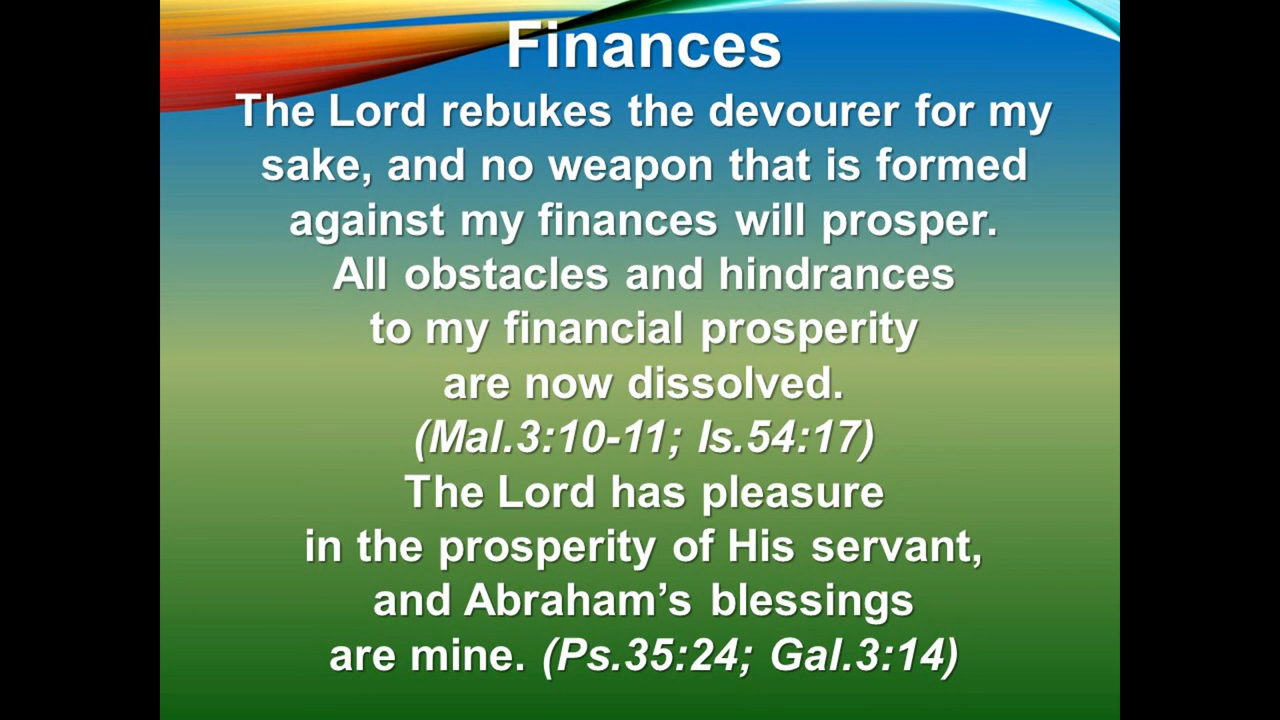 Finances
The Lord rebukes the devourer for my
sake, and no weapon that is formed
against my finances will prosper.
All obstacles and hindrances
to my financial prosperity
are now dissolved.
(Mal.3:10-11; Is.54:17)
The Lord has pleasure
in the prosperity of His servant,
and Abraham’s blessings
are mine. (Ps.35:24; Gal.3:14)